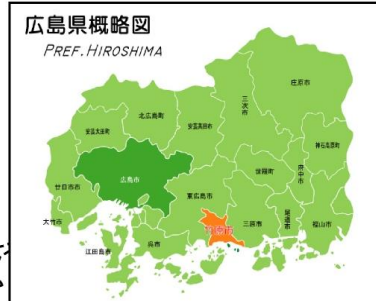 広島県概略図
PREF.HIROSHIMA
庄原市
三次市
北広島町
安芸高田市
安芸太田町
神石高原町
世羅町
府中市
広島市
廿日市市
東広島市
三原市
尾道市
福山市
竹原市
大竹市
呉市
江田島市